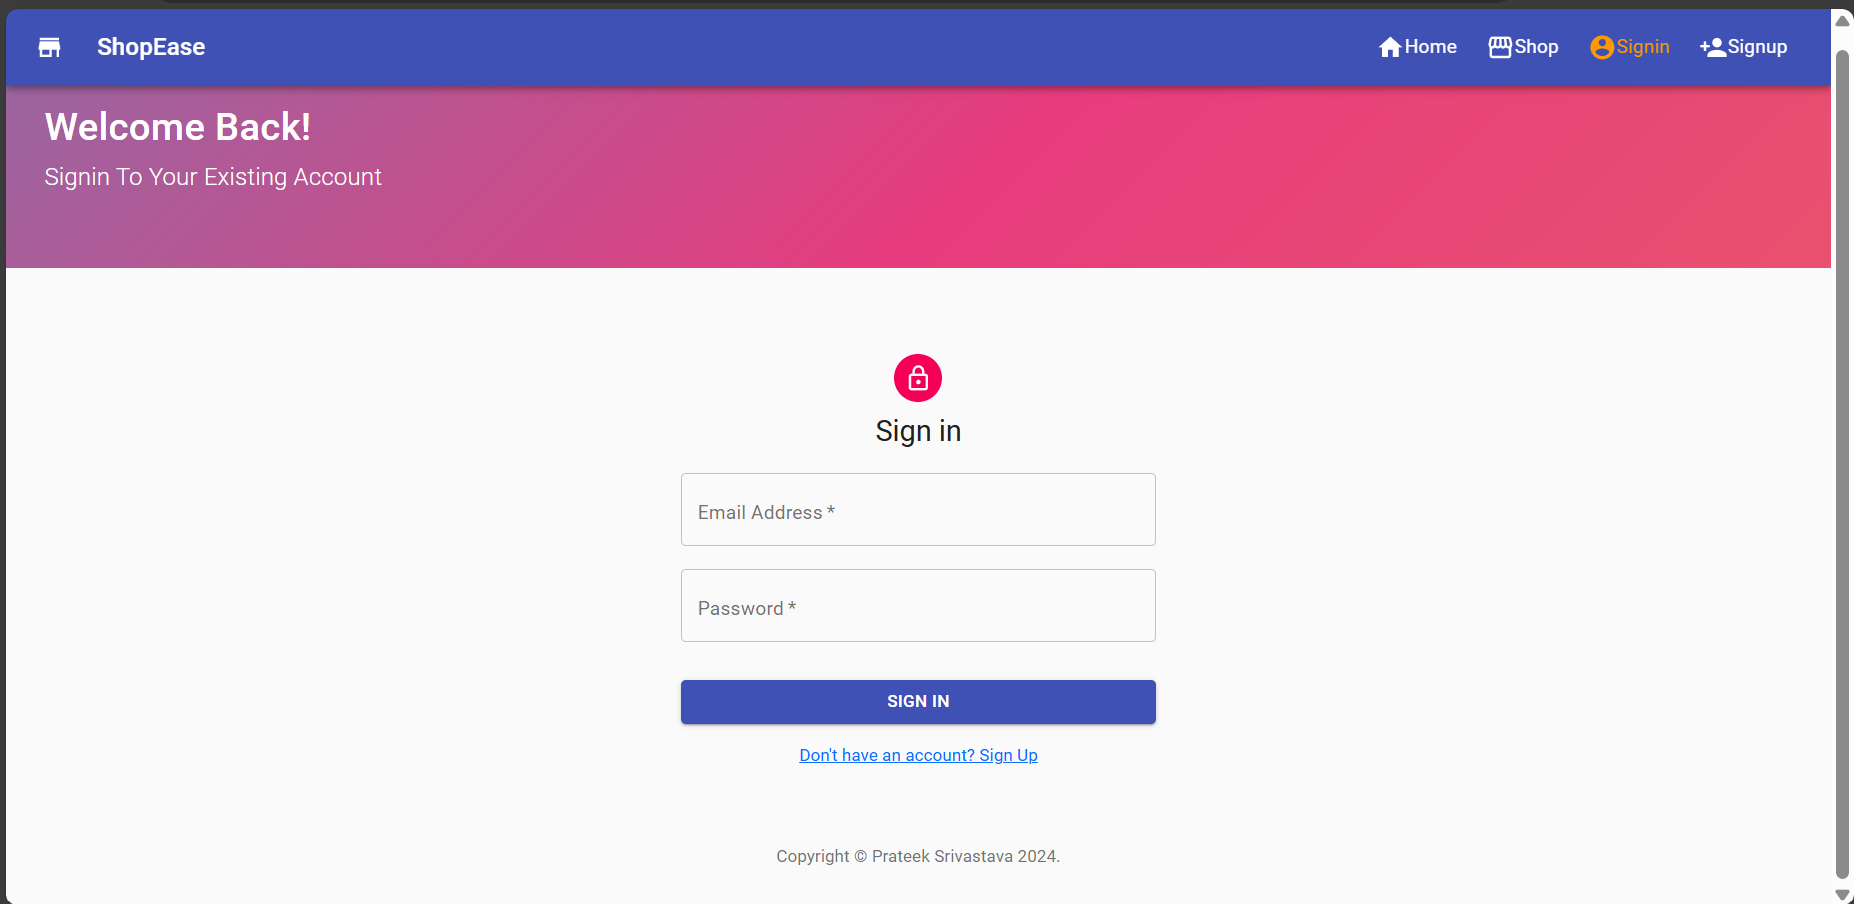 ShopEase
Home
Shop
Signin
Signup
Welcome Back!
Signin To Your Existing Account
Sign in
Email Address *
Password *
SIGN IN
Don't have an account? Sign Up
Copyright © Prateek Srivastava 2024.